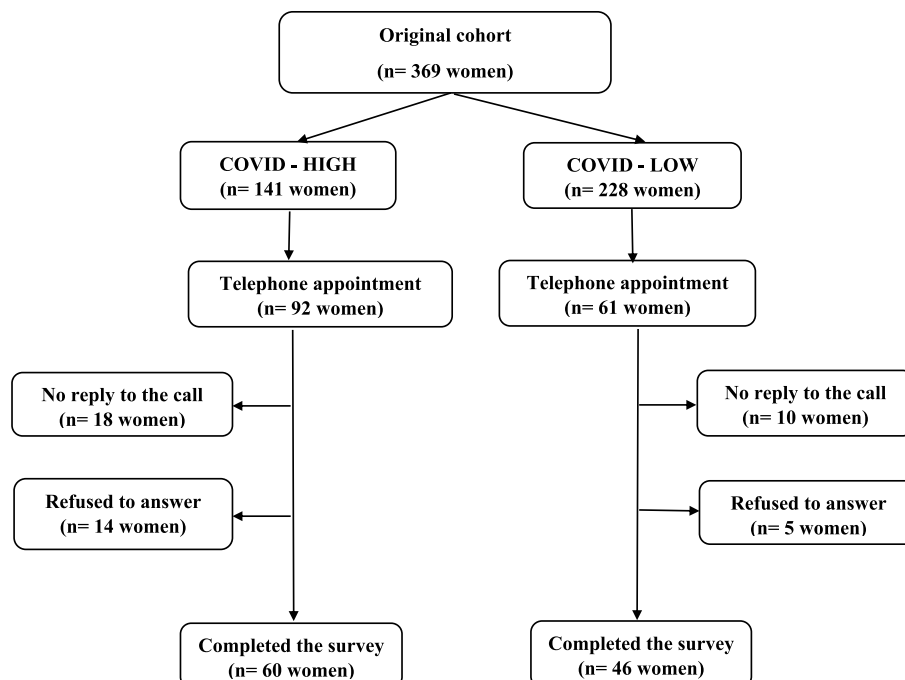 Original cohort
(n= 369 women)
COVID - HIGH
(n= 141 women)
COVID - LOW
(n= 228 women)
Telephone appointment
(n= 92 women)
Telephone appointment
(n= 61 women)
No reply to the call
(n= 18 women)
No reply to the call
(n= 10 women)
Refused to answer
(n= 14 women)
Refused to answer
(n= 5 women)
Completed the survey
(n= 60 women)
Completed the survey
(n= 46 women)